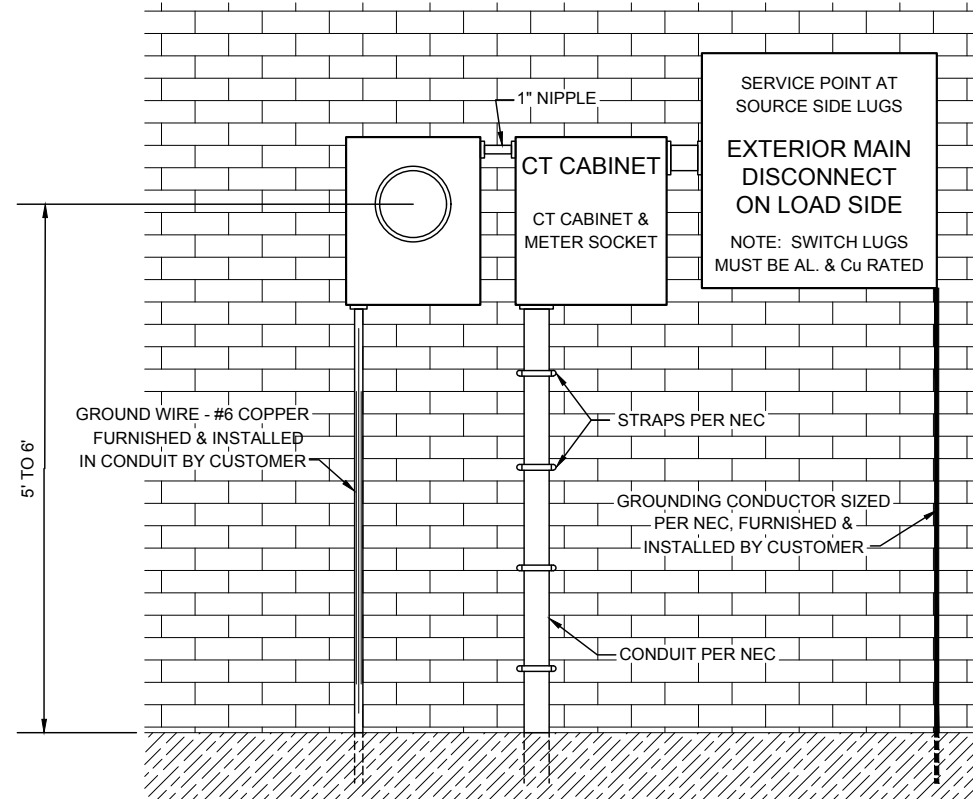 SERVICE POINT AT
SOURCE SIDE LUGS
EXTERIOR MAIN
DISCONNECT
ON LOAD SIDE
NOTE: SWITCH LUGS
MUST BE AL. & Cu RATED
1" NIPPLE
CT CABINET
CT CABINET &
METER SOCKET
GROUND WIRE - #6 COPPER
FURNISHED & INSTALLED
IN CONDUIT BY CUSTOMER
5' TO 6'
STRAPS PER NEC
GROUNDING CONDUCTOR SIZED
PER NEC, FURNISHED &
INSTALLED BY CUSTOMER
CONDUIT PER NEC